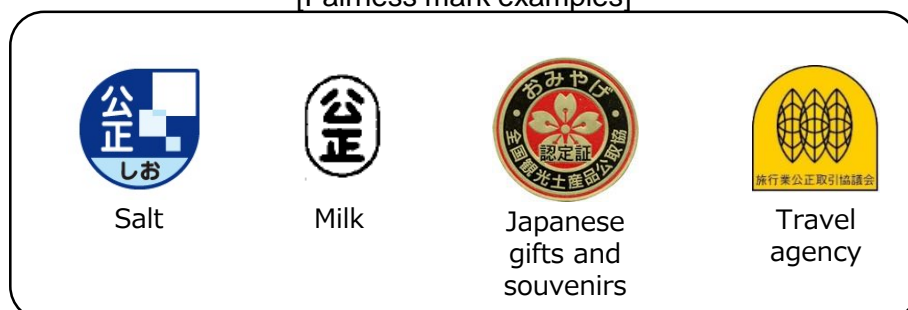 [Fairness mark examples]
公正
しお
Salt
公正
Milk
おみやげ
認定証
全国観光土産品公取協
Japanese
gifts and
souvenirs
旅行業公正取引協議会
Travel
agency